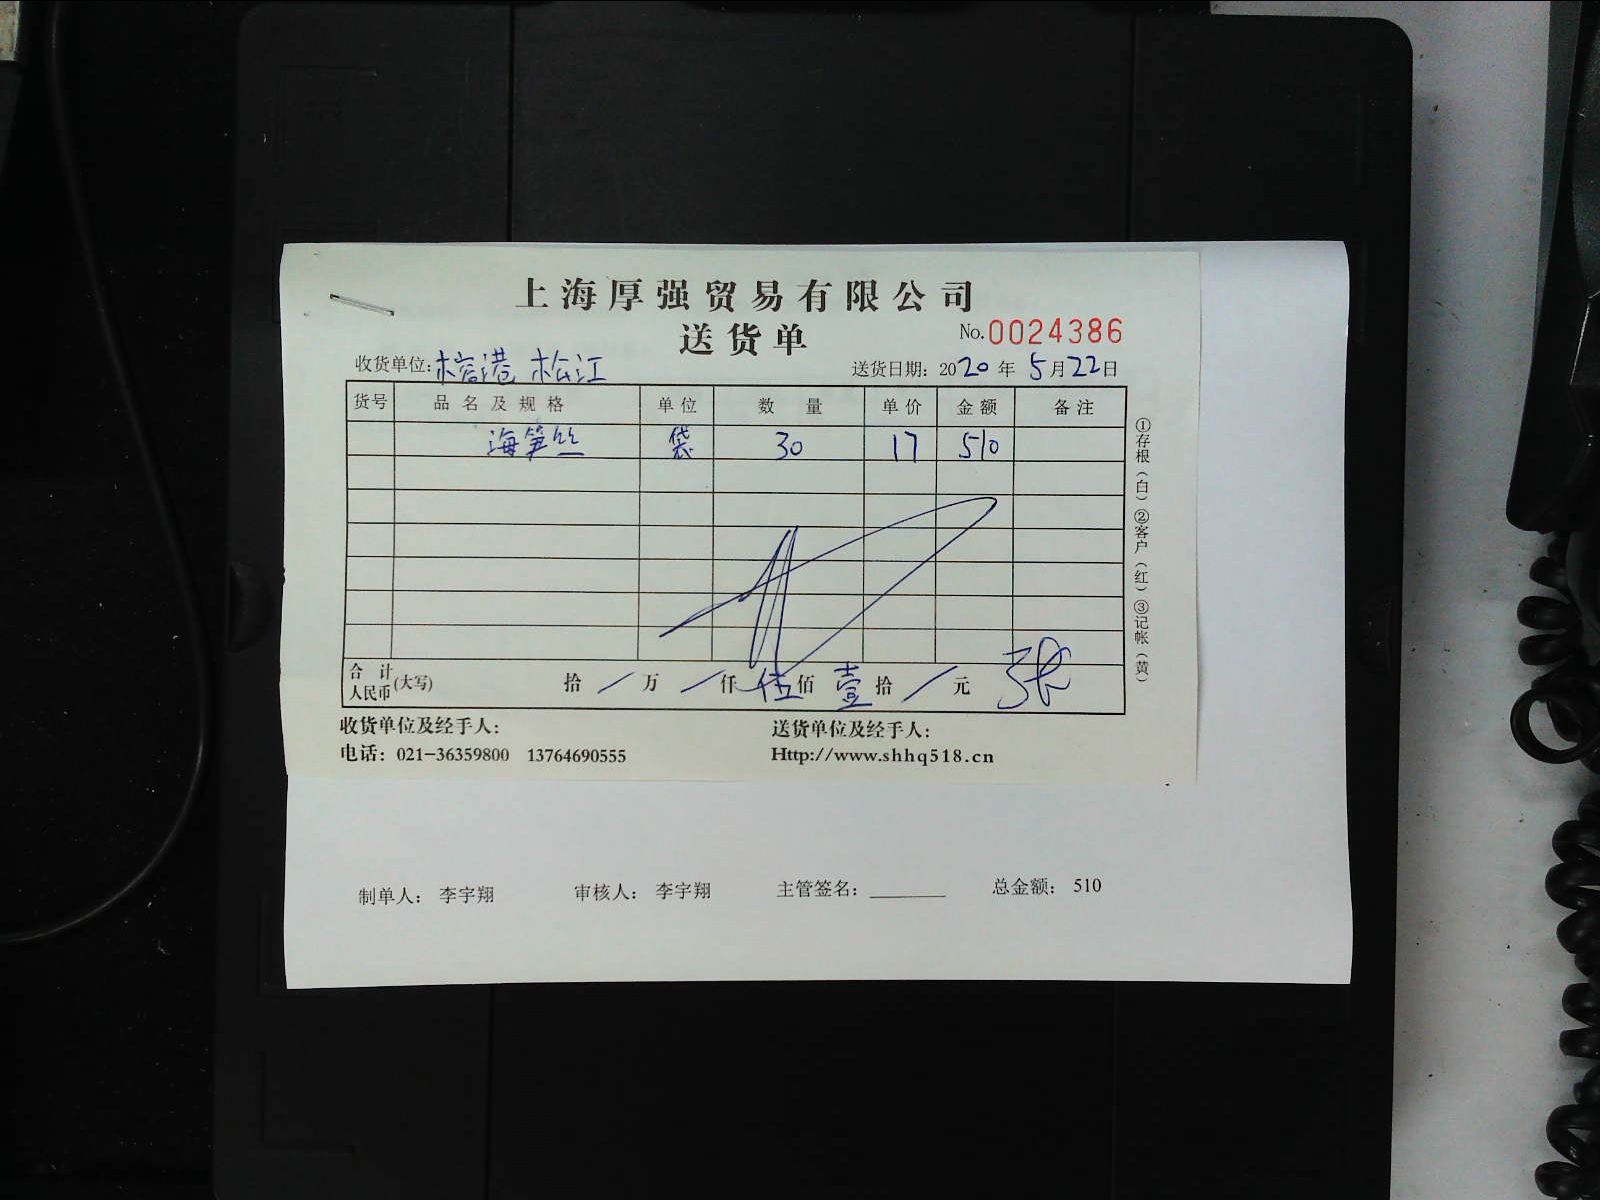 上海厚强贸易有限公司
送货单 No.0024386
收货单位: 榕港 松江 送货日期: 2020年5月22日
货号 品名及规格 单位 数量 单价 金额 备注
海笋丝 袋 30 17 510
合计人民币(大写) 拾/万/仟伍佰壹拾/元 张
收货单位及经手人: 送货单位及经手人:
电话: 021-36359800 13764690555 Http://www.shhq518.cn
①存根(白)②客户(红)③记帐(黄)
制单人: 李宇翔 审核人: 李宇翔 主管签名: ________ 总金额: 510